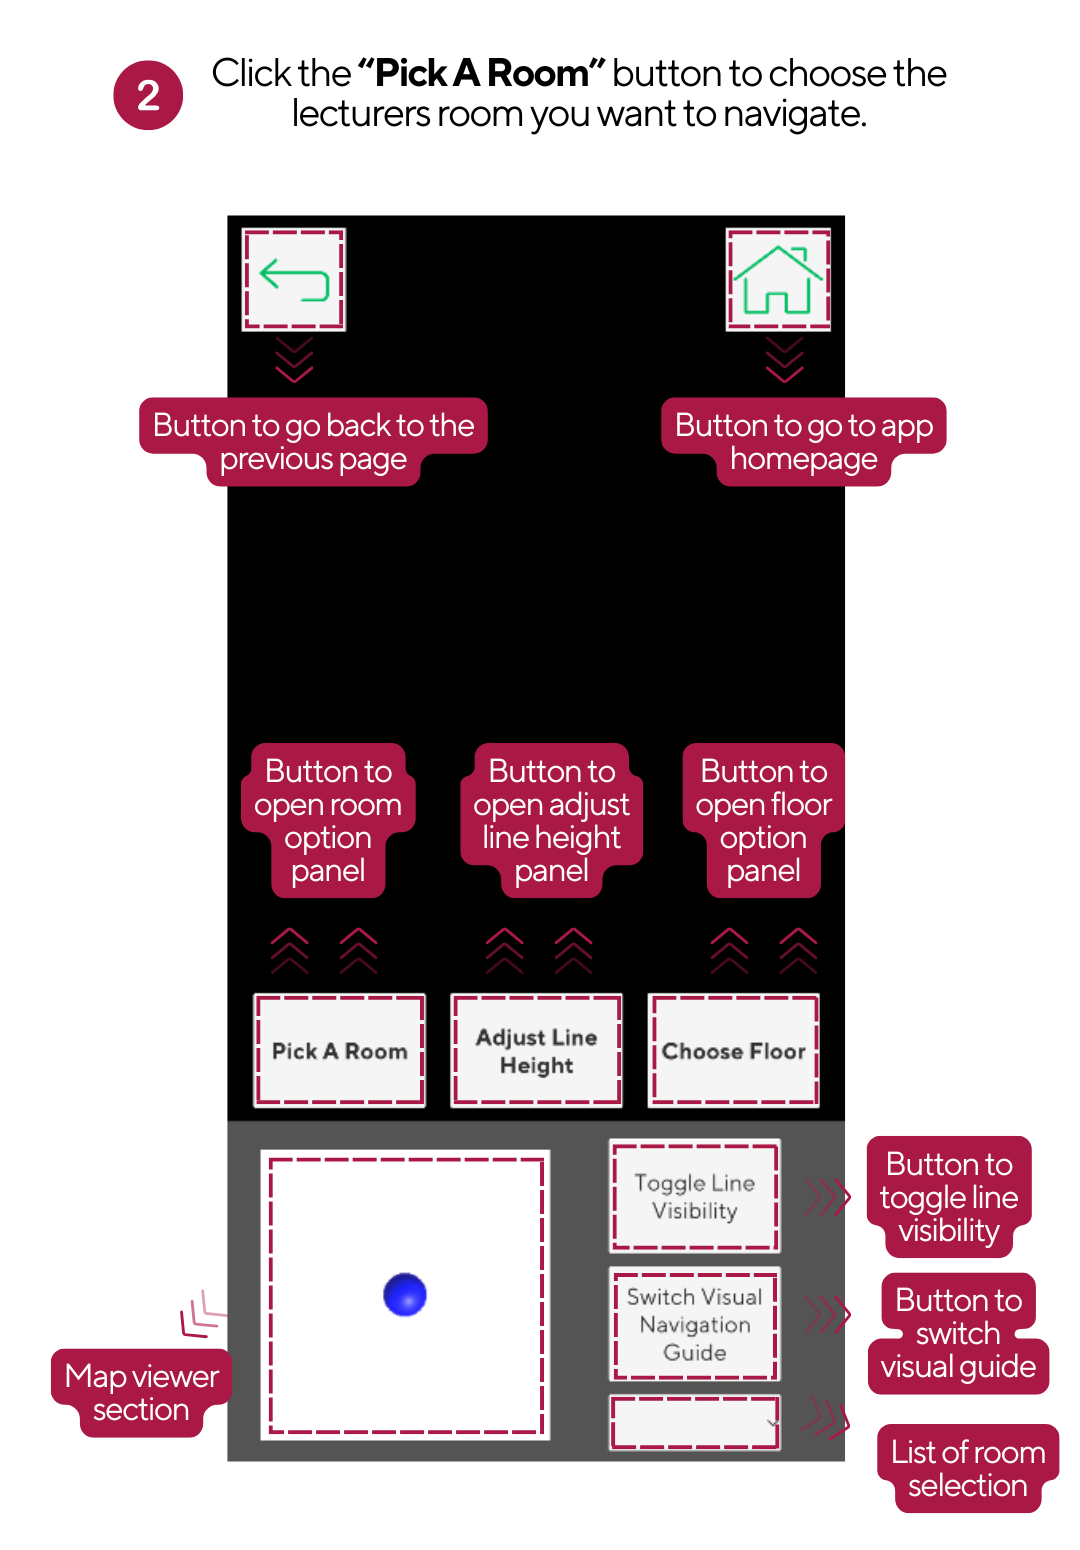 2
Click the “Pick A Room” button to choose the
lecturers room you want to navigate.
Button to go back to the
previous page
Button to go to app
homepage
Button to
open room
option
panel
Button to
open adjust
line height
panel
Button to
open floor
option
panel
Pick A Room
Adjust Line
Height
Choose Floor
Toggle Line
Visibility
Button to
toggle line
visibility
Switch Visual
Navigation
Guide
Button to
switch
visual guide
Map viewer
section
List of room
selection